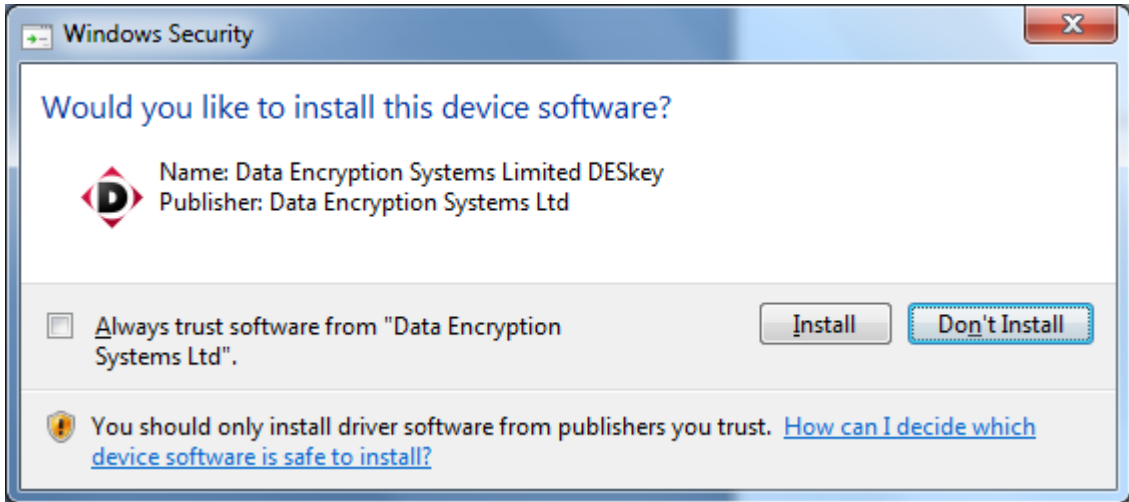 Windows Security
Would you like to install this device software?
D
Name: Data Encryption Systems Limited DESkey
Publisher: Data Encryption Systems Ltd
Always trust software from "Data Encryption
Systems Ltd".
Install
Don't Install
You should only install driver software from publishers you trust. How can I decide which
device software is safe to install?